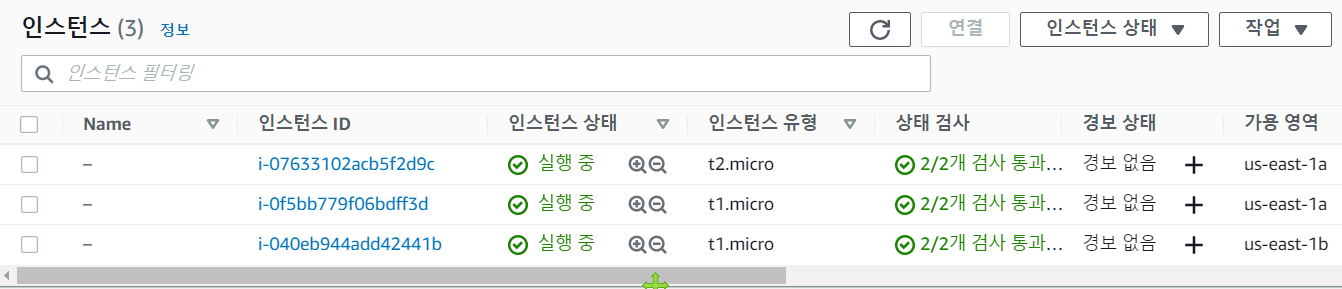 인스턴스 (3) 정보 연결 인스턴스 상태 작업
인스턴스 필터링
Name 인스턴스 ID 인스턴스 상태 인스턴스 유형 상태 검사 경보 상태 가용 영역
– i-07633102acb5f2d9c 실행 중 t2.micro 2/2개 검사 통과... 경보 없음 us-east-1a
– i-0f5bb779f06bdff3d 실행 중 t1.micro 2/2개 검사 통과... 경보 없음 us-east-1a
– i-040eb944add42441b 실행 중 t1.micro 2/2개 검사 통과... 경보 없음 us-east-1b